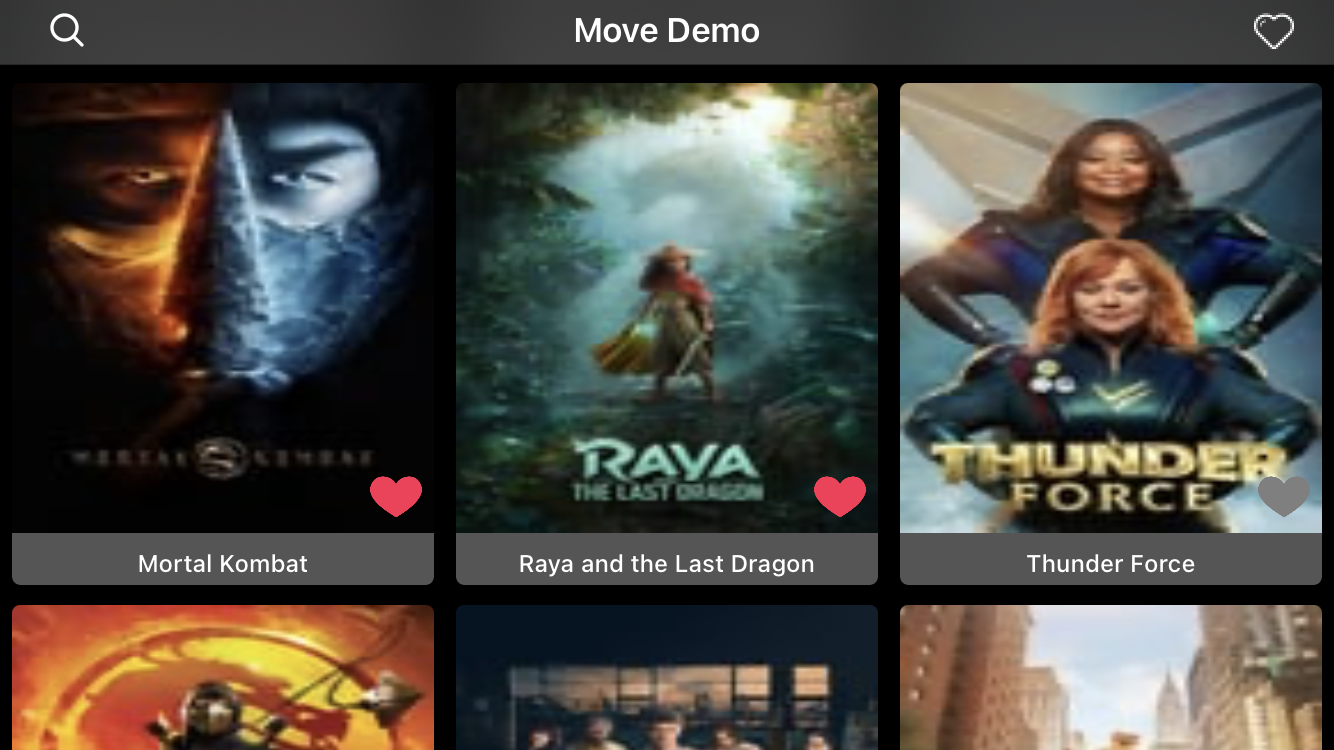 Move Demo
MORTAL KOMBAT
RAYA
THE LAST DRAGON
THUNDER
FORCE
Mortal Kombat
Raya and the Last Dragon
Thunder Force